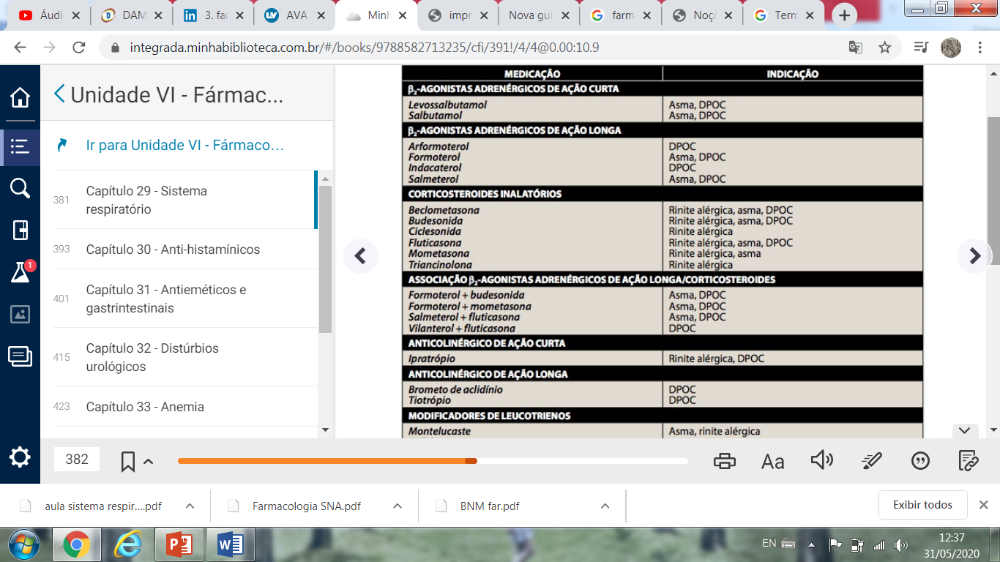 Áudi
DAM
3. far
AVA
Minh
impr
Nova gui
farm
Noçõ
Term
integrada.minhabiblioteca.com.br/#/books/9788582713235/cfi/391!/4/4@0.00:10.9
Unidade VI - Fármac...
Ir para Unidade VI - Fármaco…
381 Capítulo 29 - Sistema
respiratório
393 Capítulo 30 - Anti-histamínicos
401 Capítulo 31 - Antieméticos e
gastrintestinais
415 Capítulo 32 - Distúrbios
urológicos
423 Capítulo 33 - Anemia
1
MEDICAÇÃO INDICAÇÃO
β₂-AGONISTAS ADRENÉRGICOS DE AÇÃO CURTA
Levossalbutamol Asma, DPOC
Salbutamol Asma, DPOC
β₂-AGONISTAS ADRENÉRGICOS DE AÇÃO LONGA
Arformoterol DPOC
Formoterol Asma, DPOC
Indacaterol DPOC
Salmeterol Asma, DPOC
CORTICOSTEROIDES INALATÓRIOS
Beclometasona Rinite alérgica, asma, DPOC
Budesonida Rinite alérgica, asma, DPOC
Ciclesonida Rinite alérgica
Fluticasona Rinite alérgica, asma, DPOC
Mometasona Rinite alérgica, asma
Triancinolona Rinite alérgica
ASSOCIAÇÃO β₂-AGONISTAS ADRENÉRGICOS DE AÇÃO LONGA/CORTICOSTEROIDES
Formoterol + budesonida Asma, DPOC
Formoterol + mometasona Asma, DPOC
Salmeterol + fluticasona Asma, DPOC
Vilanterol + fluticasona DPOC
ANTICOLINÉRGICO DE AÇÃO CURTA
Ipratrópio Rinite alérgica, DPOC
ANTICOLINÉRGICO DE AÇÃO LONGA
Brometo de aclidínio DPOC
Tiotrópio DPOC
MODIFICADORES DE LEUCOTRIENOS
Montelucaste Asma, rinite alérgica
382
Aa
aula sistema respir....pdf
Farmacologia SNA.pdf
BNM far.pdf
Exibir todos
EN
12:37
31/05/2020